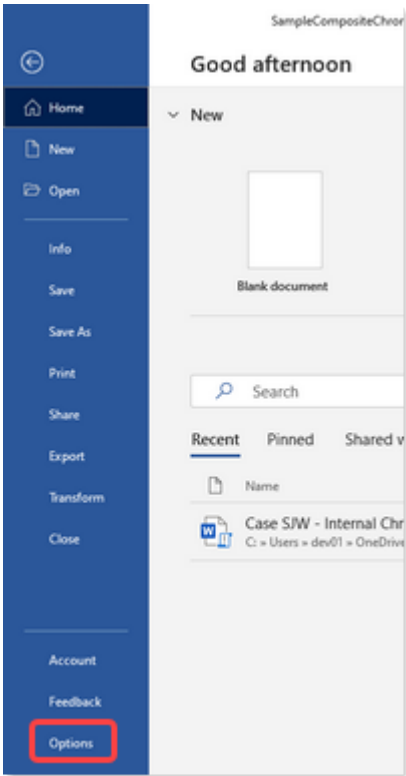 SampleCompositeChron
Good afternoon
Home
New
New
Open
Info
Blank document
Save
Save As
Print
Search
Share
Recent Pinned Shared w
Export
Name
Transform
Case SJW - Internal Chr
C: » Users » dev01 » OneDrive
Close
Account
Feedback
Options